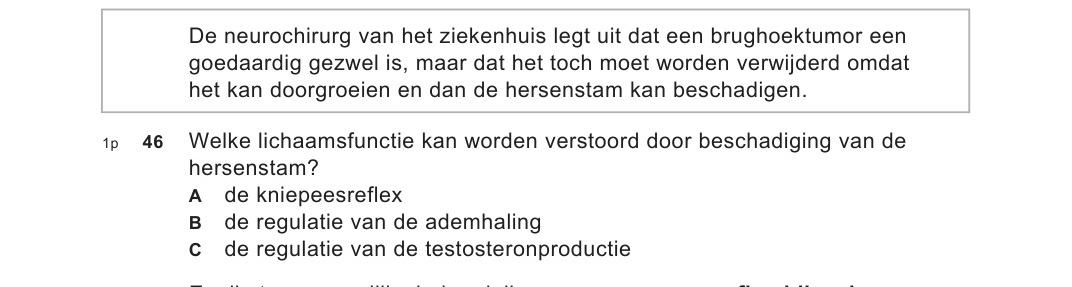 De neurochirurg van het ziekenhuis legt uit dat een brughoektumor een
goedaardig gezwel is, maar dat het toch moet worden verwijderd omdat
het kan doorgroeien en dan de hersenstam kan beschadigen.
1p 46 Welke lichaamsfunctie kan worden verstoord door beschadiging van de
hersenstam?
A de kniepeesreflex
B de regulatie van de ademhaling
C de regulatie van de testosteronproductie